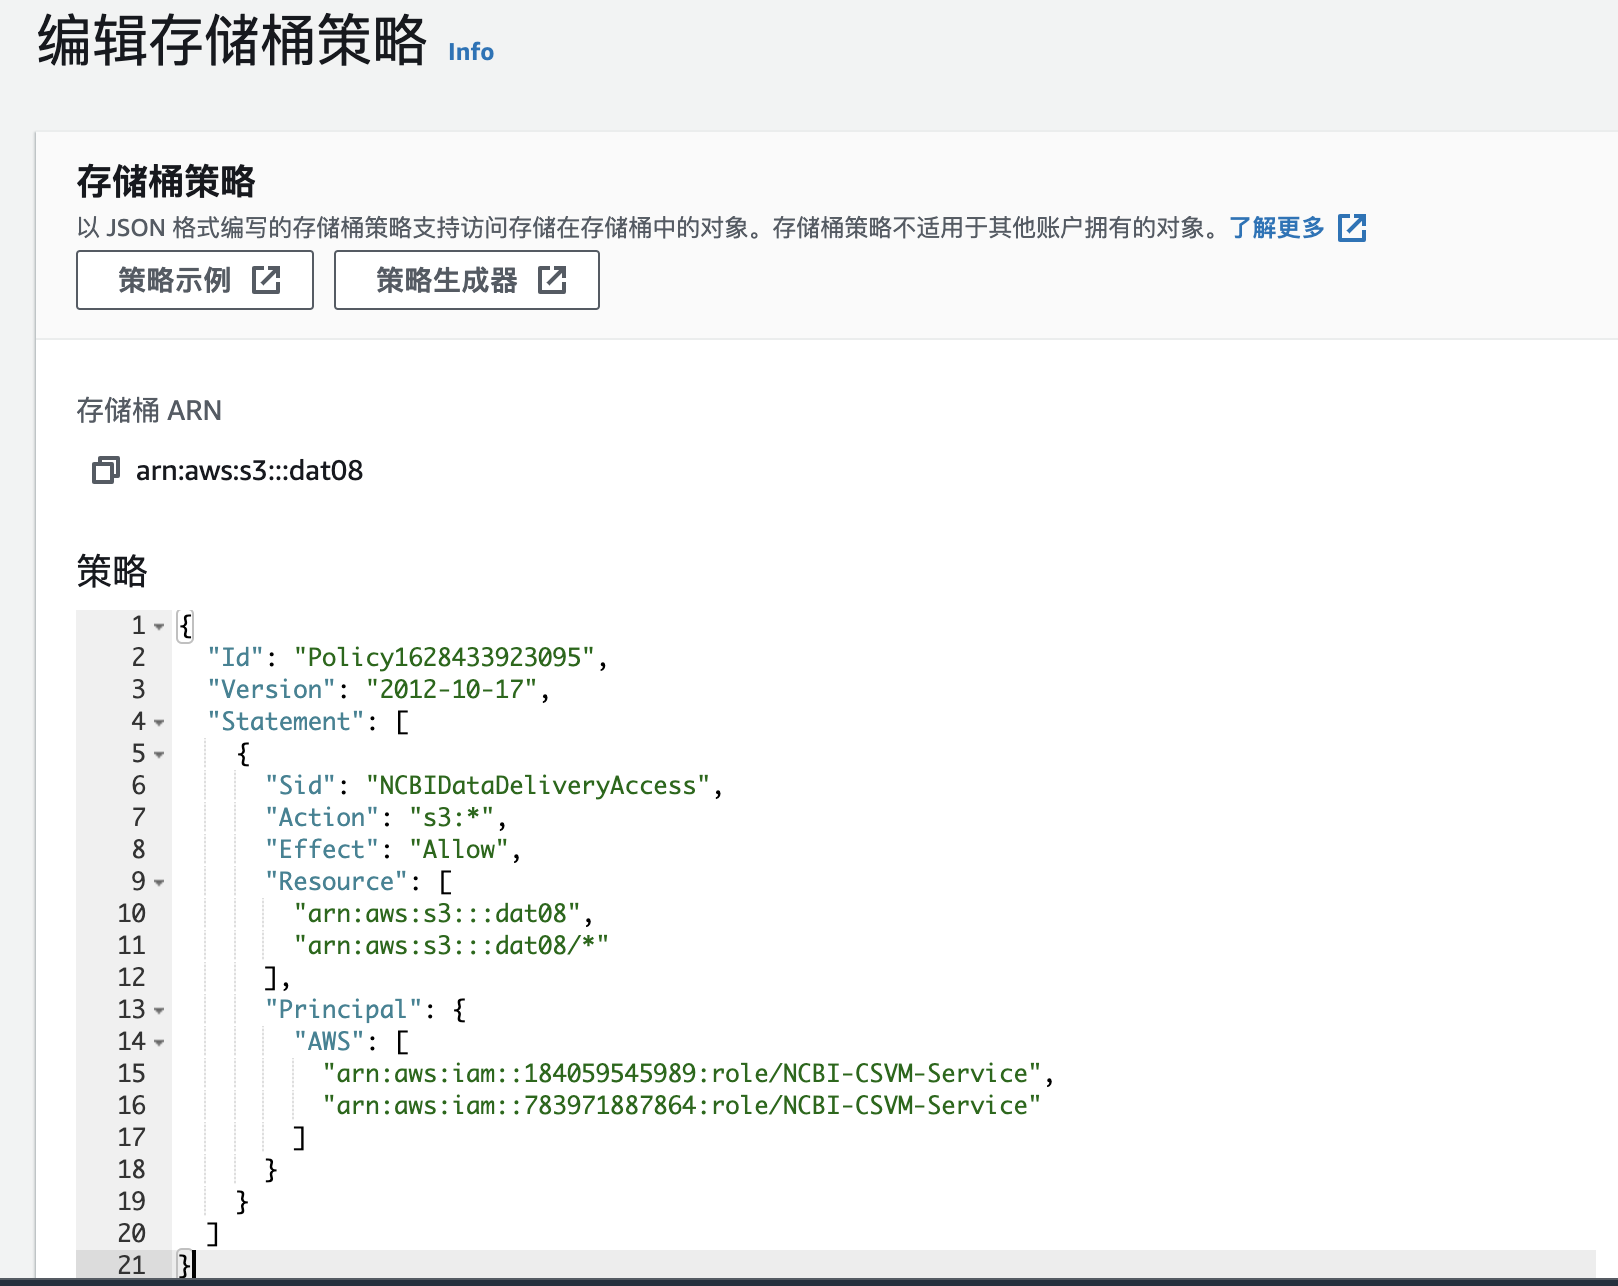 编辑存储桶策略 Info
存储桶策略
以 JSON 格式编写的存储桶策略支持访问存储在存储桶中的对象。存储桶策略不适用于其他账户拥有的对象。了解更多
策略示例 策略生成器
存储桶 ARN
arn:aws:s3:::dat08
策略
1 {
2 "Id": "Policy1628433923095",
3 "Version": "2012-10-17",
4 "Statement": [
5 {
6 "Sid": "NCBIDataDeliveryAccess",
7 "Action": "s3:*",
8 "Effect": "Allow",
9 "Resource": [
10 "arn:aws:s3:::dat08",
11 "arn:aws:s3:::dat08/*"
12 ],
13 "Principal": {
14 "AWS": [
15 "arn:aws:iam::184059545989:role/NCBI-CSVM-Service",
16 "arn:aws:iam::783971887864:role/NCBI-CSVM-Service"
17 ]
18 }
19 }
20 ]
21 }